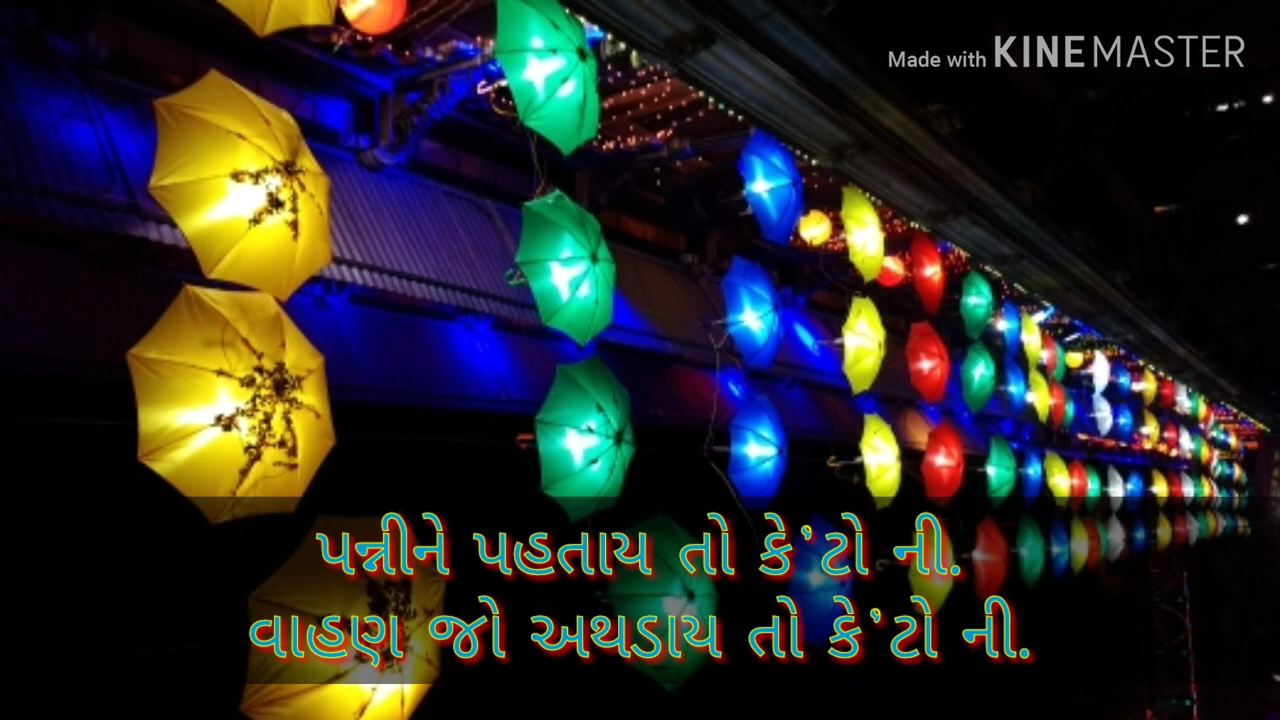 Made with KINEMASTER
પન્નીને પહતાય તો કે'ટો ની.
વાહણ જો અથડાય તો કે'ટો ની.